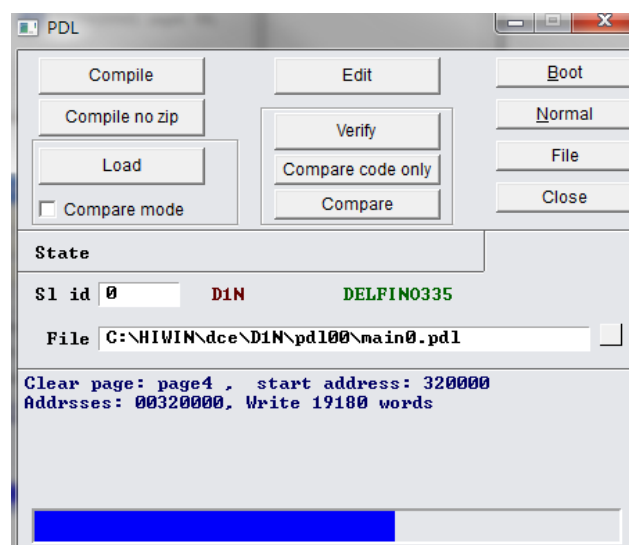 PDL
Compile
Edit
Boot
Compile no zip
Verify
Normal
Load
Compare code only
File
Compare mode
Compare
Close
State
Sl id 0 D1N DELFINO335
File C:\HIWIN\dce\D1N\pdl00\main0.pdl
Clear page: page4 , start address: 320000
Addrsses: 00320000, Write 19180 words